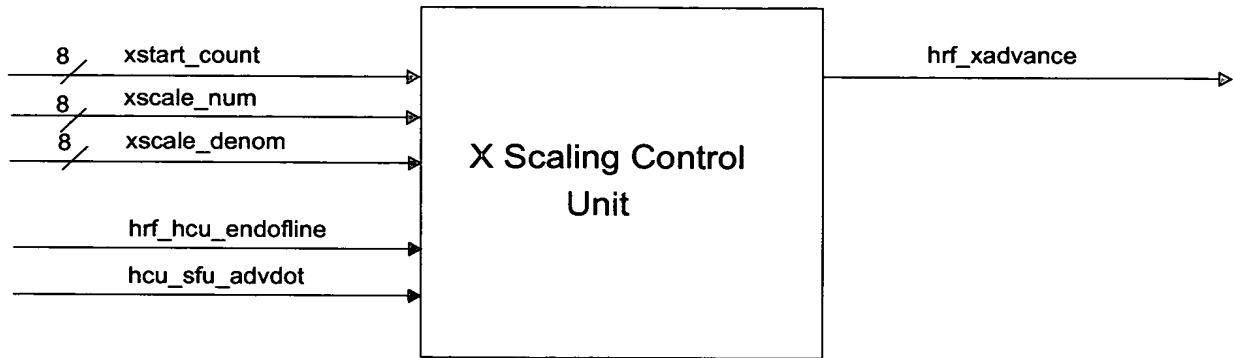 8 xstart_count
hrf_xadvance
8 xscale_num
8 xscale_denom
X Scaling Control
Unit
hrf_hcu_endofline
hcu_sfu_advdot